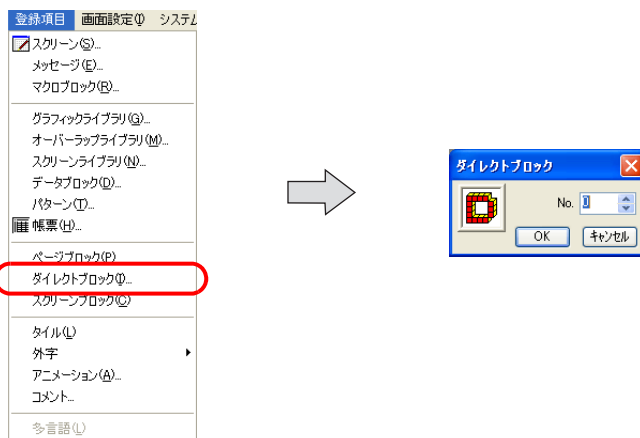 登録項目 画面設定(I) システム
スクリーン(S)...
メッセージ(E)...
マクロブロック(R)...
グラフィックライブラリ(G)...
オーバーラップライブラリ(M)...
スクリーンライブラリ(N)...
データブロック(D)...
パターン(T)...
帳票(H)...
ページブロック(P)
ダイレクトブロック(I)...
スクリーンブロック(C)
タイル(L)
外字
アニメーション(A)...
コメント...
多言語(L)
ダイレクトブロック
No. 0
OK キャンセル